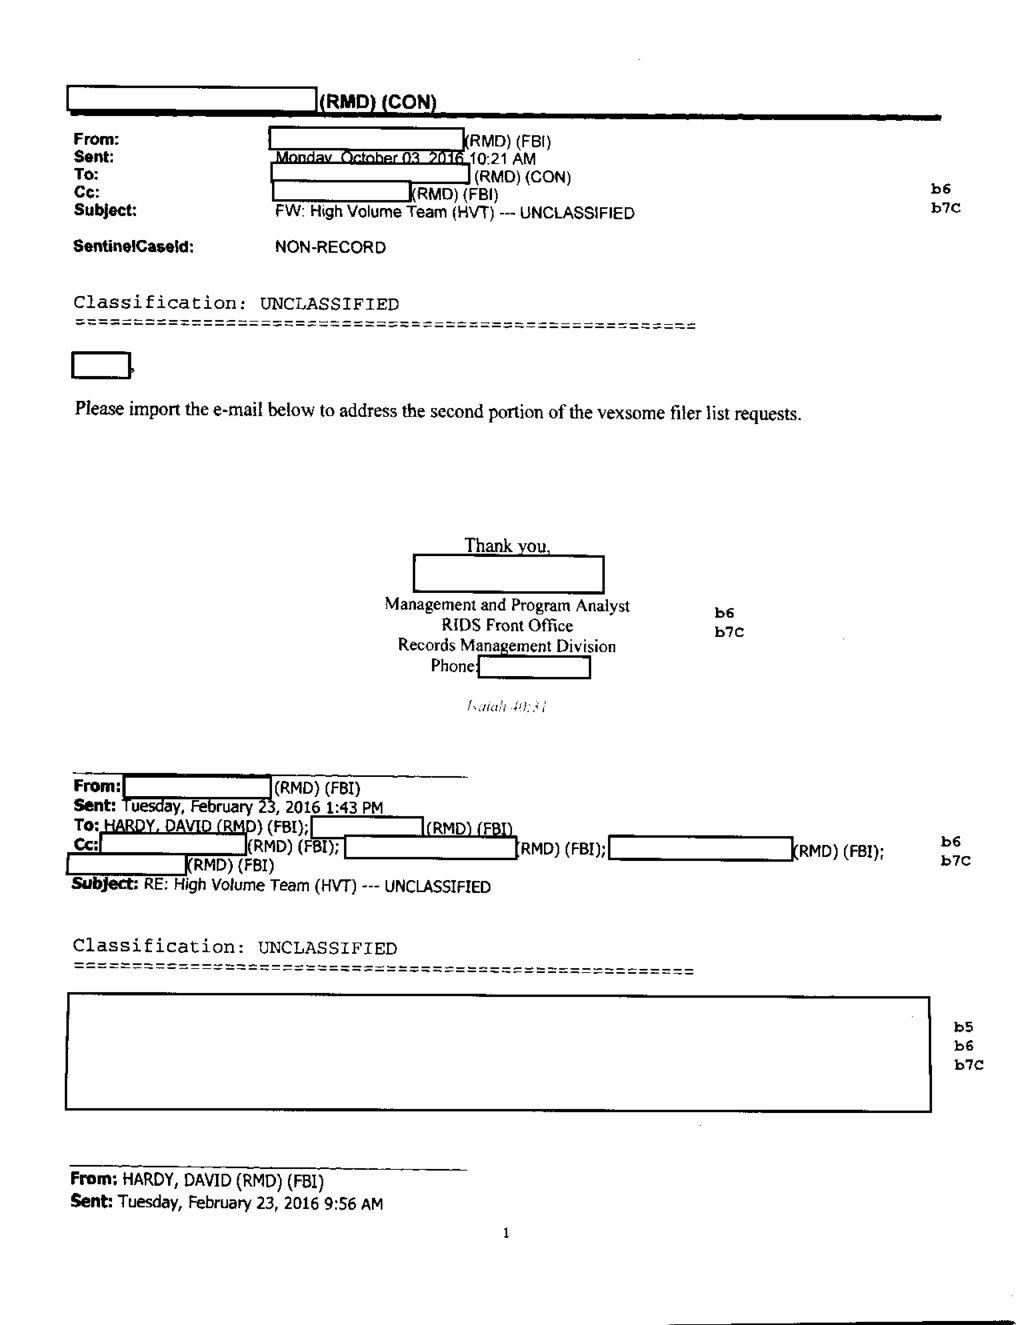 (RMD) (CON)
From: (RMD) (FBI)
Sent: Monday, October 03, 2016 10:21 AM
To: (RMD) (CON)
Cc: (RMD) (FBI)
b6
Subject: FW: High Volume Team (HVT) --- UNCLASSIFIED
b7C
SentinelCaseId: NON-RECORD
Classification: UNCLASSIFIED
======================================================
,
Please import the e-mail below to address the second portion of the vexsome filer list requests.
Thank you,
Management and Program Analyst
b6
RIDS Front Office
b7C
Records Management Division
Phone:
Isaiah 40:31
From: (RMD) (FBI)
Sent: Tuesday, February 23, 2016 1:43 PM
To: HARDY, DAVID (RMD) (FBI); (RMD) (FBI)
Cc: (RMD) (FBI); (RMD) (FBI); (RMD) (FBI);
b6
(RMD) (FBI)
b7C
Subject: RE: High Volume Team (HVT) --- UNCLASSIFIED
Classification: UNCLASSIFIED
======================================================
b5
b6
b7C
From: HARDY, DAVID (RMD) (FBI)
Sent: Tuesday, February 23, 2016 9:56 AM
1